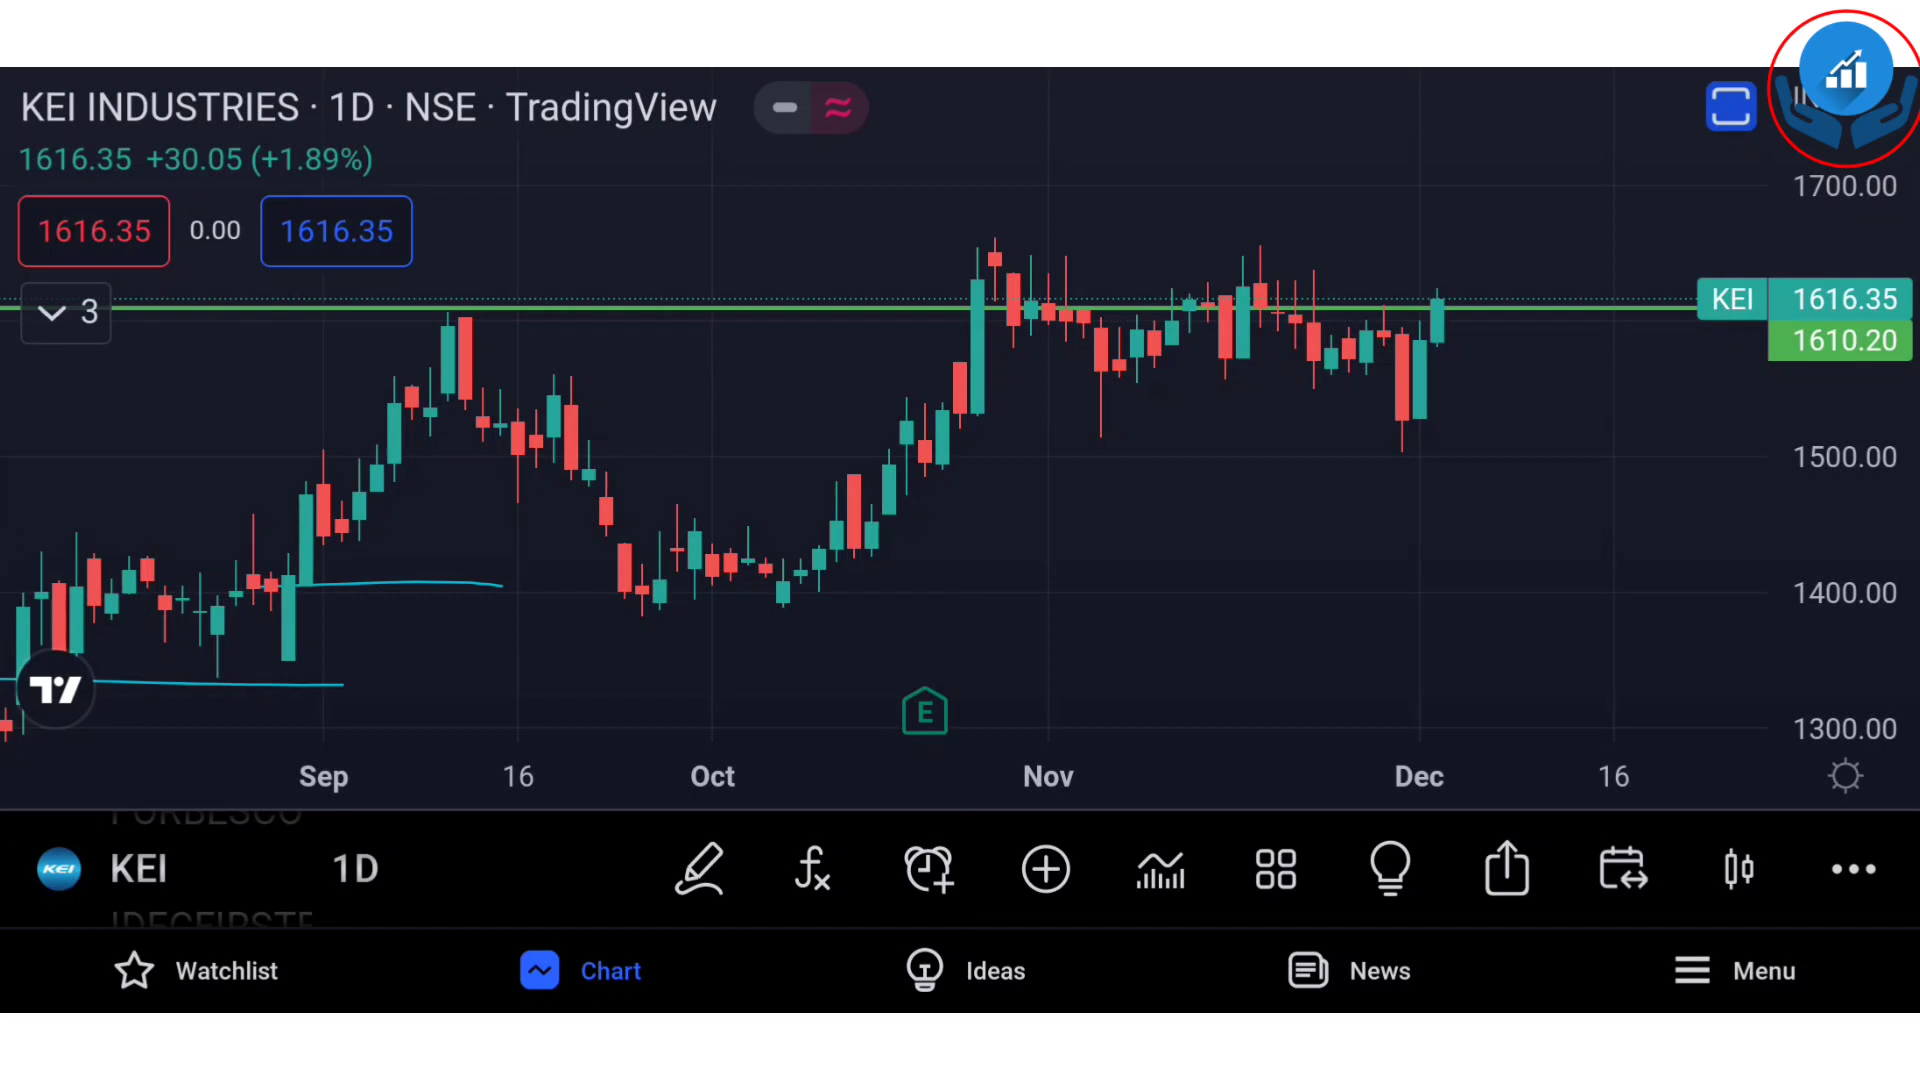 KEI INDUSTRIES · 1D · NSE · TradingView
1616.35 +30.05 (+1.89%)
1616.35 0.00 1616.35
3
1700.00
KEI 1616.35
1610.20
1500.00
1400.00
1300.00
E
Sep 16 Oct Nov Dec 16
KEI KEI 1D
Watchlist Chart Ideas News Menu